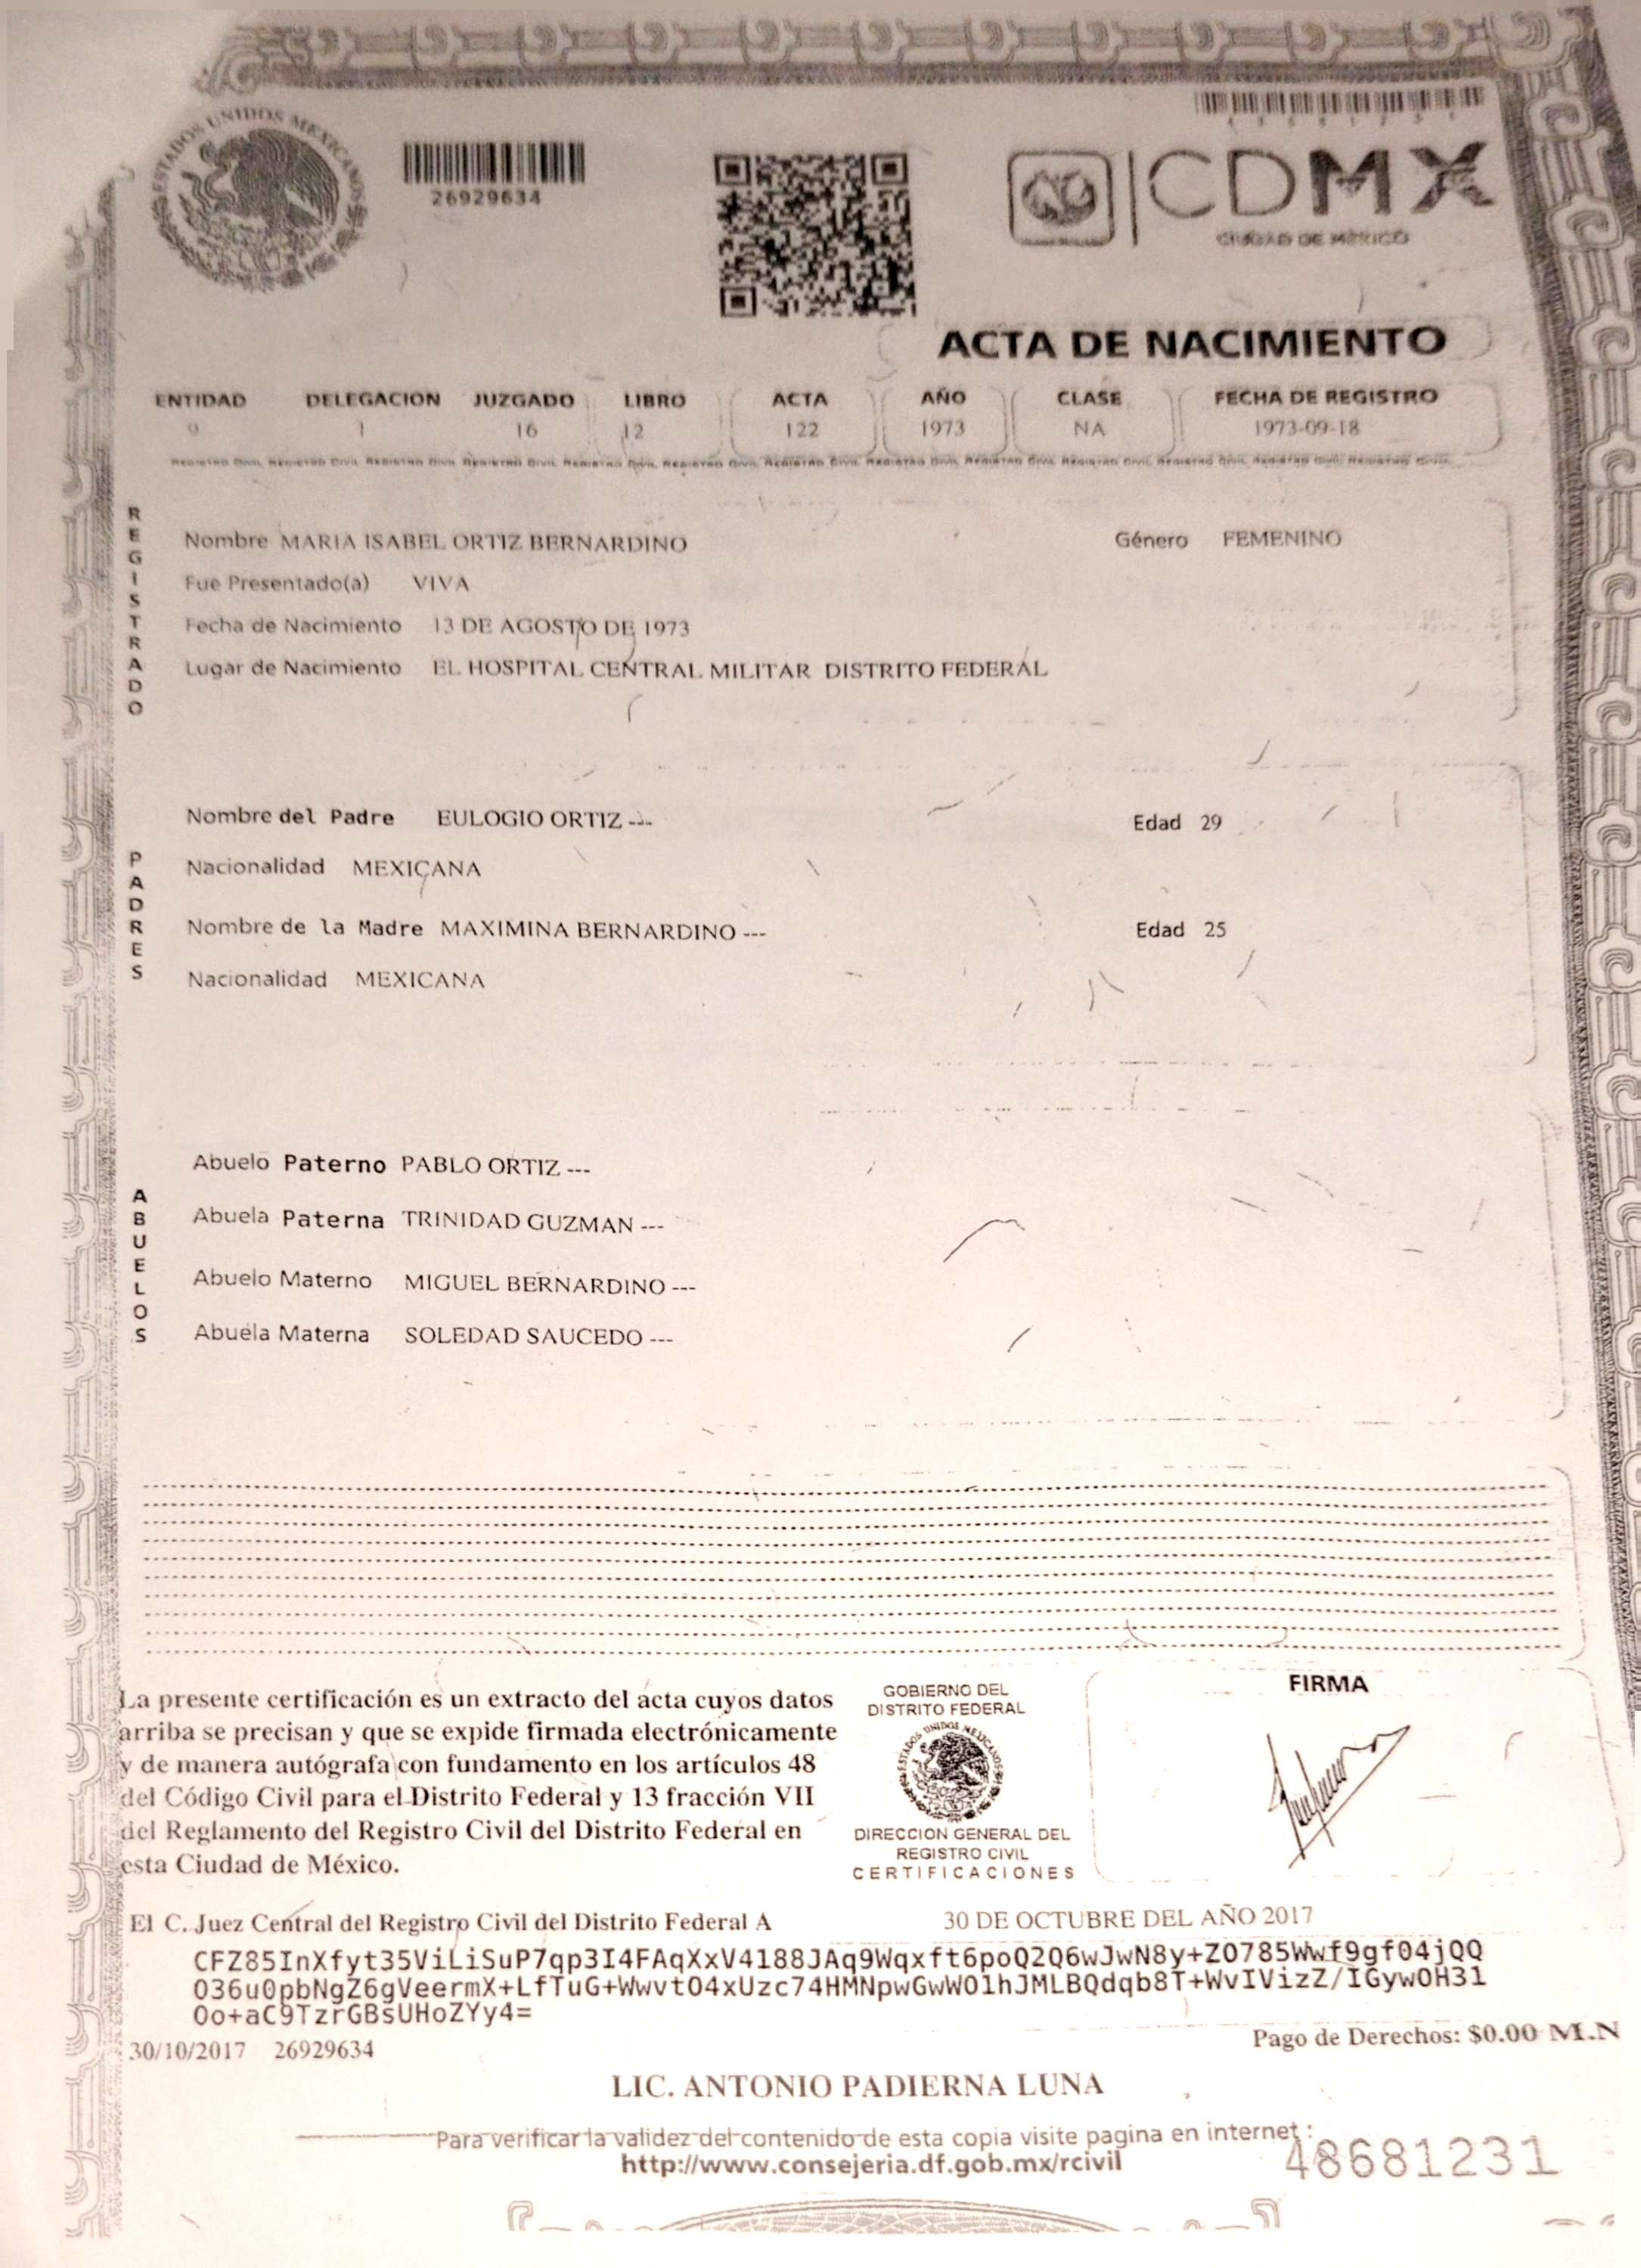 ESTADOS UNIDOS MEXICANOS
26929634
CDMX
CIUDAD DE MÉXICO
ACTA DE NACIMIENTO
ENTIDAD DELEGACION JUZGADO LIBRO ACTA AÑO CLASE FECHA DE REGISTRO
9 1 16 12 122 1973 NA 1973-09-18
REGISTRADO
Nombre MARIA ISABEL ORTIZ BERNARDINO Género FEMENINO
Fue Presentado(a) VIVA
Fecha de Nacimiento 13 DE AGOSTO DE 1973
Lugar de Nacimiento EL HOSPITAL CENTRAL MILITAR DISTRITO FEDERAL
PADRES
Nombre del Padre EULOGIO ORTIZ --- Edad 29
Nacionalidad MEXICANA
Nombre de la Madre MAXIMINA BERNARDINO --- Edad 25
Nacionalidad MEXICANA
ABUELOS
Abuelo Paterno PABLO ORTIZ ---
Abuela Paterna TRINIDAD GUZMAN ---
Abuelo Materno MIGUEL BERNARDINO ---
Abuela Materna SOLEDAD SAUCEDO ---
La presente certificación es un extracto del acta cuyos datos
arriba se precisan y que se expide firmada electrónicamente
y de manera autógrafa con fundamento en los artículos 48
del Código Civil para el Distrito Federal y 13 fracción VII
del Reglamento del Registro Civil del Distrito Federal en
esta Ciudad de México.
GOBIERNO DEL
DISTRITO FEDERAL
ESTADOS UNIDOS MEXICANOS
DIRECCION GENERAL DEL
REGISTRO CIVIL
CERTIFICACIONES
FIRMA
El C. Juez Central del Registro Civil del Distrito Federal A 30 DE OCTUBRE DEL AÑO 2017
CFZ85InXfyt35ViLiSuP7qp3I4FAqXxV4188JAq9Wqxft6poQ2Q6wJwN8y+ZO785Wwf9gf04jQQ
O36u0pbNgZ6gVeermX+LfTuG+WwvtO4xUzc74HMNpwGwWO1hJMLBQdqb8T+WvIVizZ/IGywOH31
Oo+aC9TzrGBsUHoZYy4=
30/10/2017 26929634
Pago de Derechos: $0.00 M.N
LIC. ANTONIO PADIERNA LUNA
Para verificar la validez del contenido de esta copia visite pagina en internet :
http://www.consejeria.df.gob.mx/rcivil
48681231